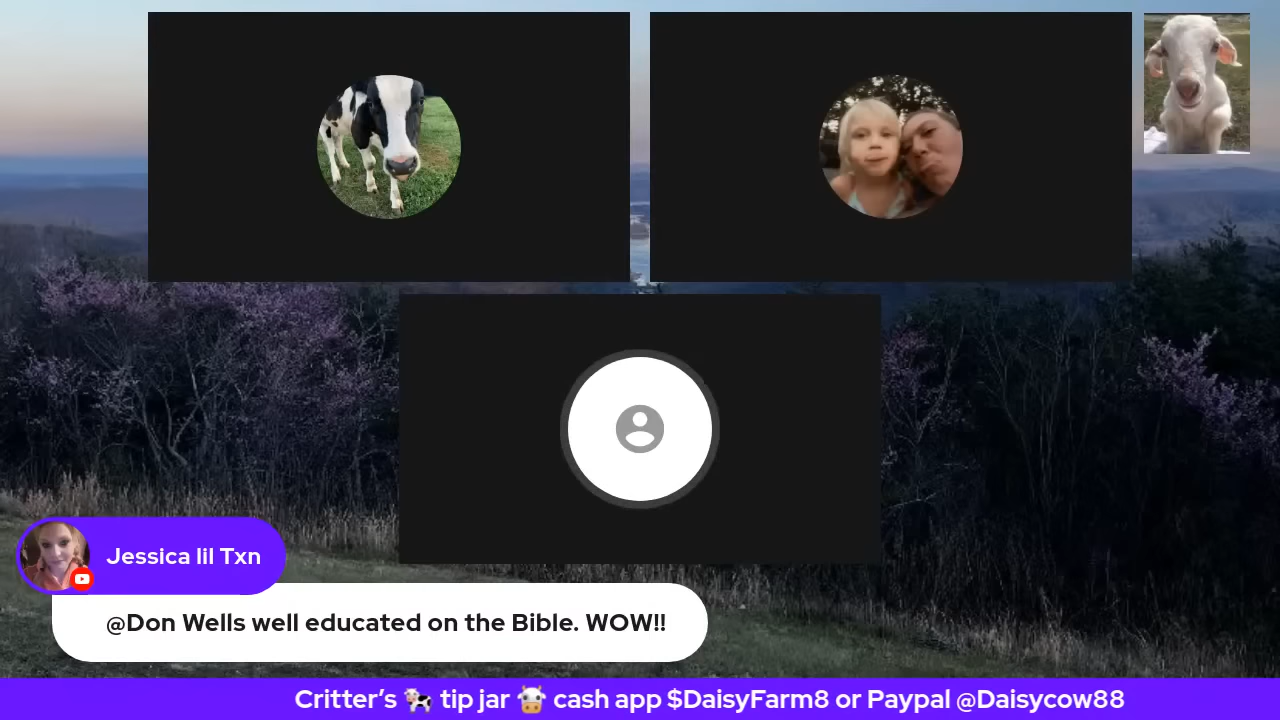 Jessica lil Txn
@Don Wells well educated on the Bible. WOW!!
Critter's 🐄 tip jar 🐮 cash app $DaisyFarm8 or Paypal @Daisycow88